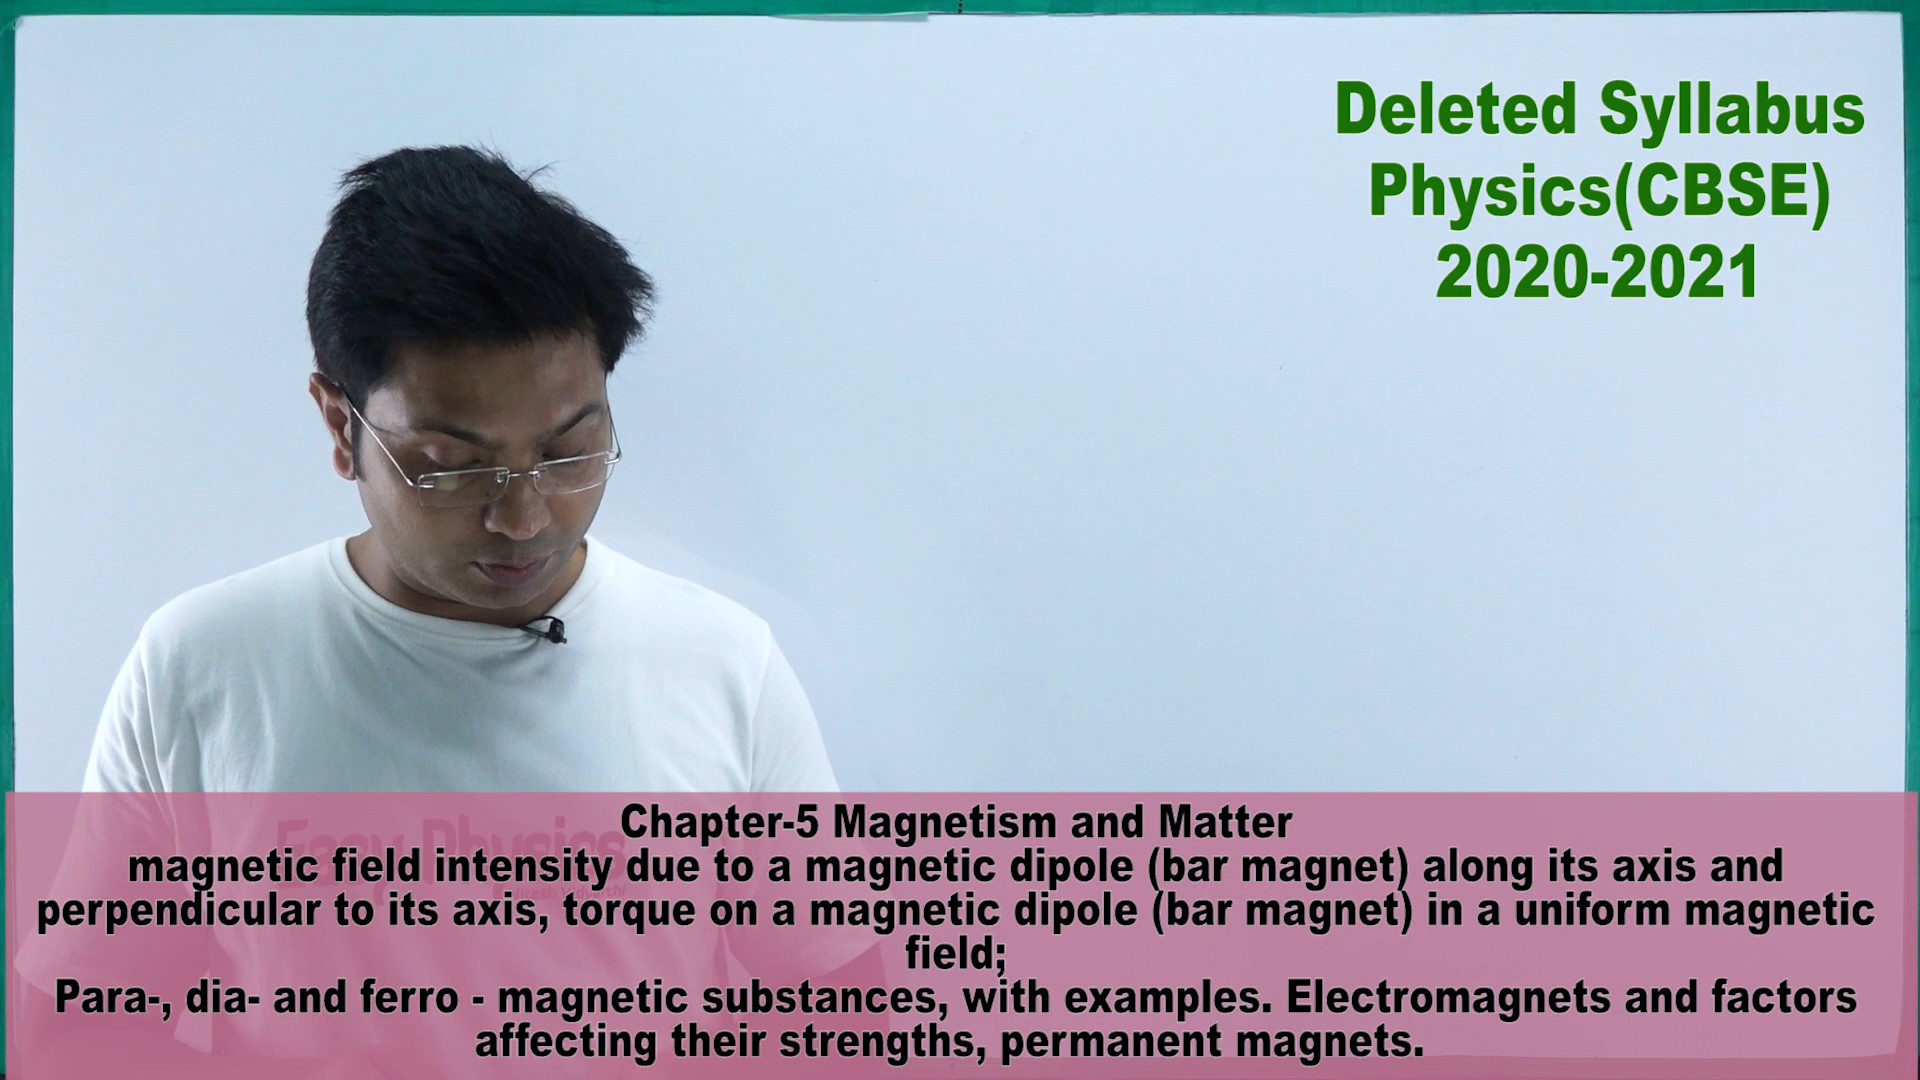 Deleted Syllabus
Physics(CBSE)
2020-2021
Chapter-5 Magnetism and Matter
magnetic field intensity due to a magnetic dipole (bar magnet) along its axis and
perpendicular to its axis, torque on a magnetic dipole (bar magnet) in a uniform magnetic
field;
Para-, dia- and ferro - magnetic substances, with examples. Electromagnets and factors
affecting their strengths, permanent magnets.
Easy Physics